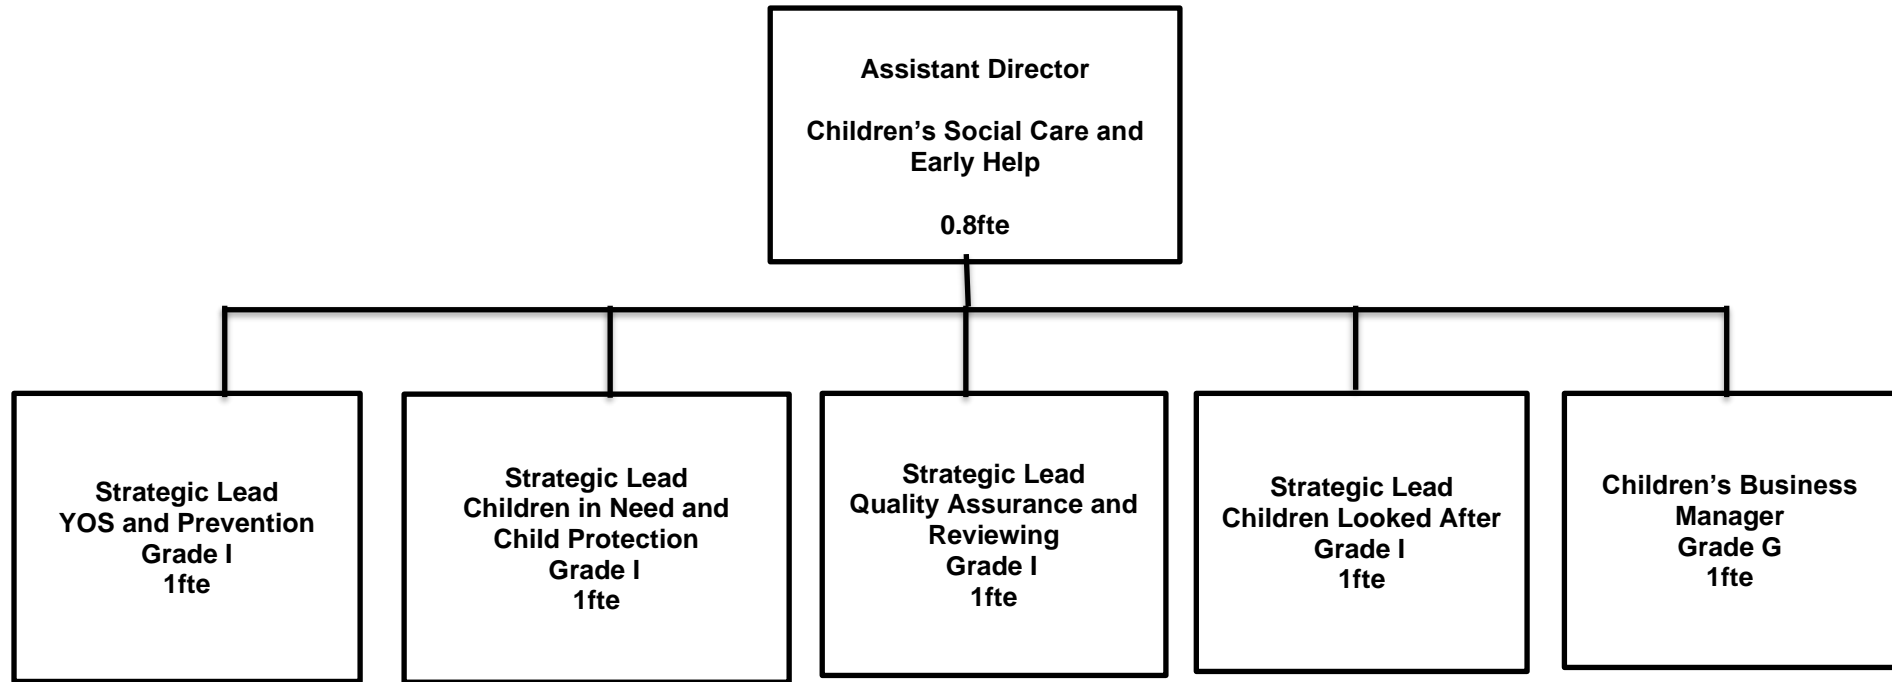 Assistant Director
Children’s Social Care and
Early Help
0.8fte
Strategic Lead
YOS and Prevention
Grade I
1fte
Strategic Lead
Children in Need and
Child Protection
Grade I
1fte
Strategic Lead
Quality Assurance and
Reviewing
Grade I
1fte
Strategic Lead
Children Looked After
Grade I
1fte
Children’s Business
Manager
Grade G
1fte